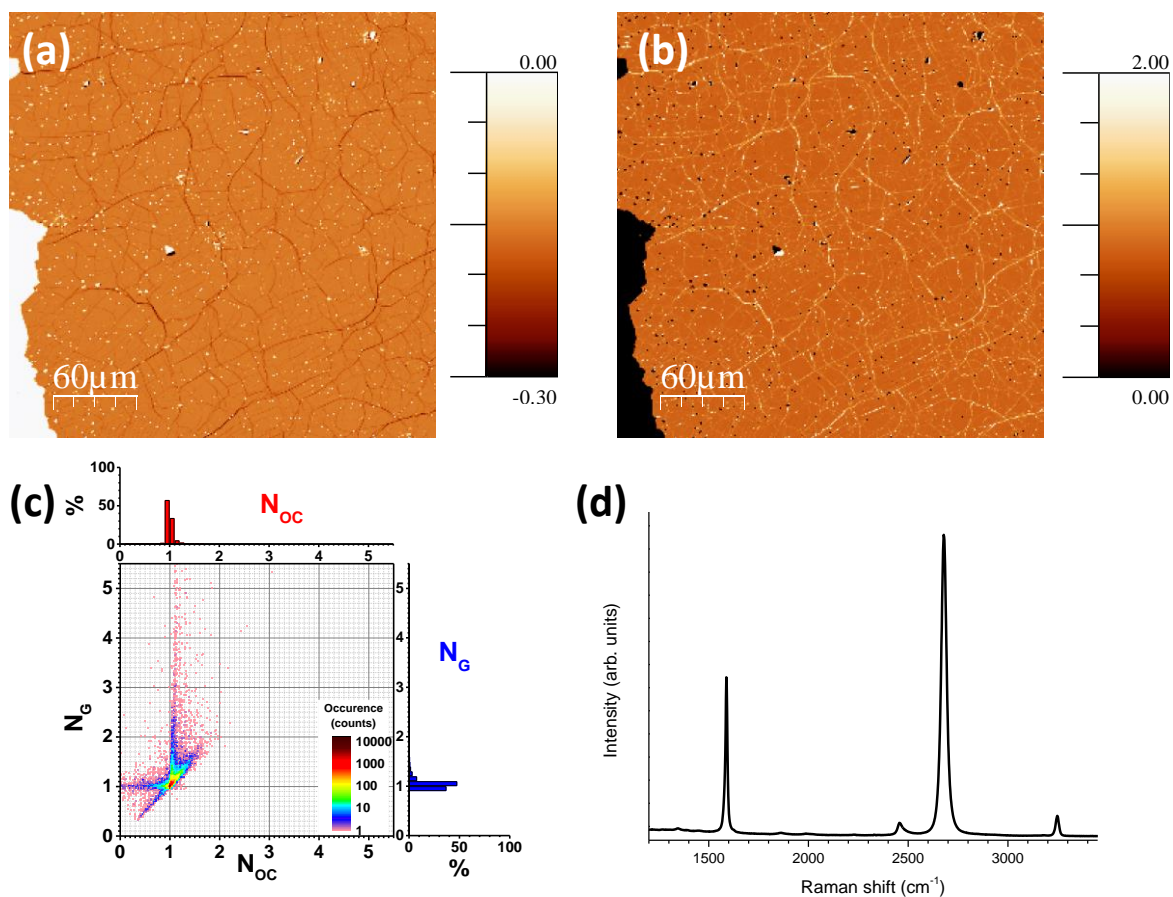 (a)
0.00
-0.30
60µm
(b)
2.00
0.00
60µm
(c)
%
100
50
0
N_OC
0 1 2 3 4 5
N_G
5
4
3
2
1
0
Occurence
(counts)
10000
1000
100
10
1
0 1 2 3 4 5
N_OC
5
4
3
2
1
0
N_G
0 50 100
%
(d)
Intensity (arb. units)
1500 2000 2500 3000
Raman shift (cm⁻¹)